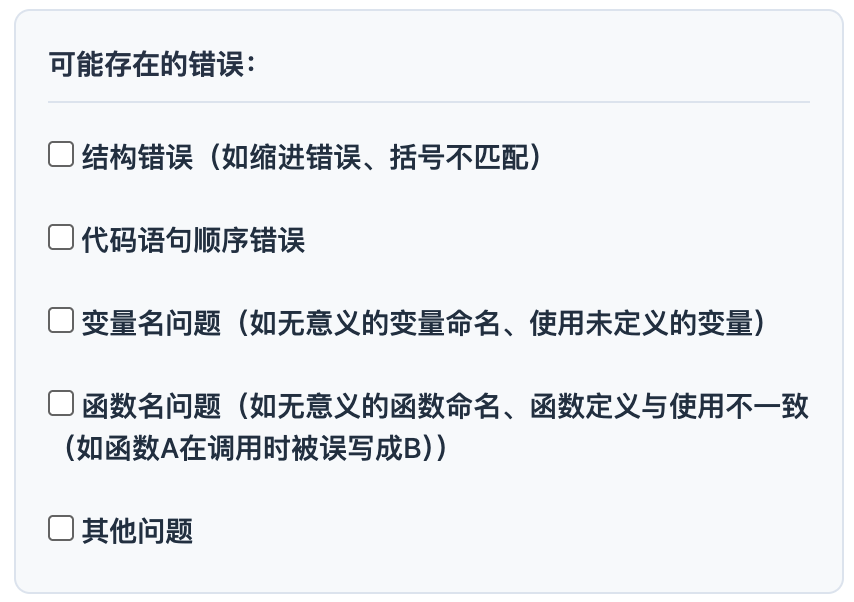 可能存在的错误：
结构错误（如缩进错误、括号不匹配）
代码语句顺序错误
变量名问题（如无意义的变量命名、使用未定义的变量）
函数名问题（如无意义的函数命名、函数定义与使用不一致
（如函数A在调用时被误写成B））
其他问题